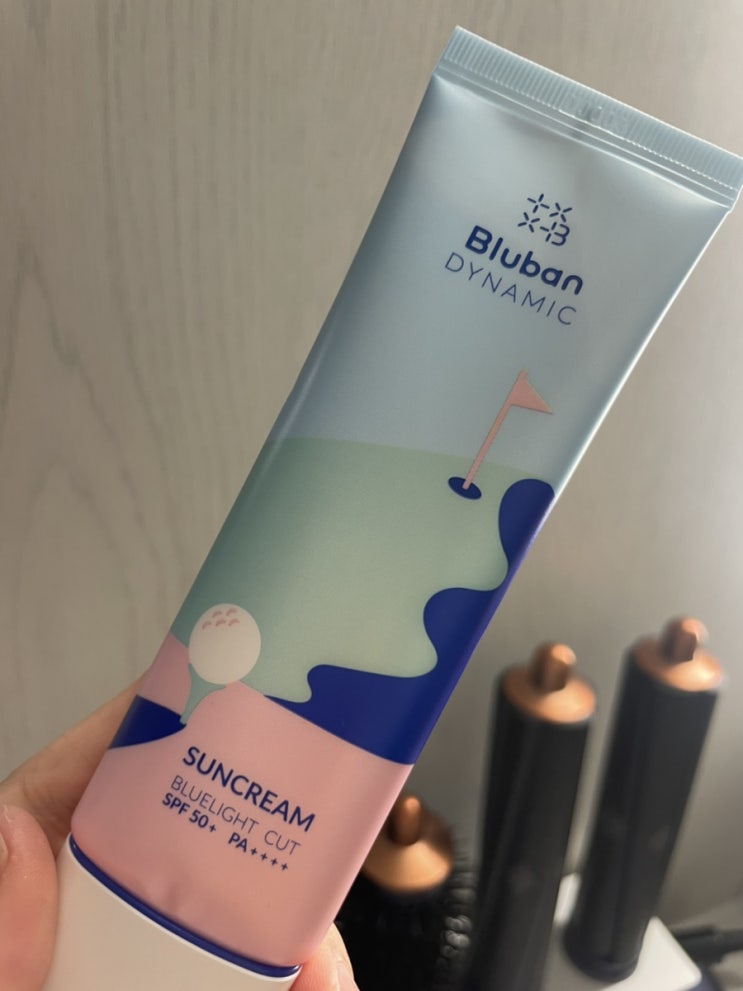 Bluban
DYNAMIC
SUNCREAM
BLUELIGHT CUT
SPF 50+ PA++++